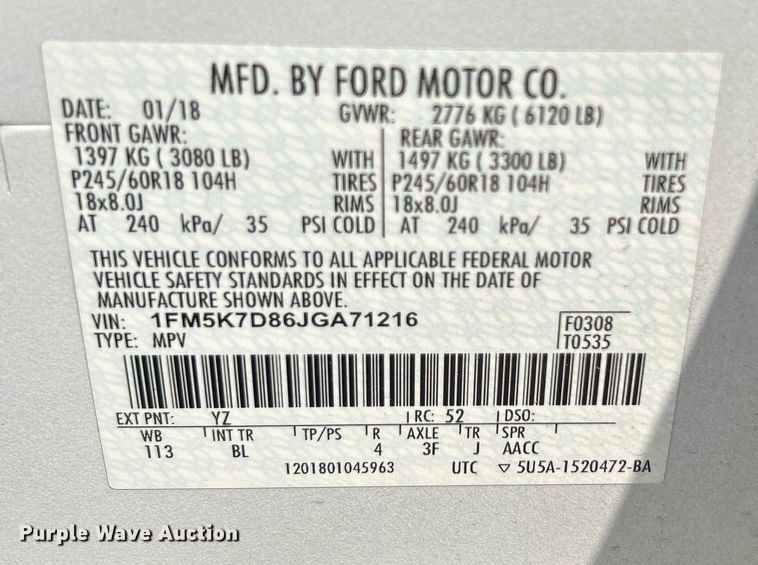 MFD. BY FORD MOTOR CO.
DATE: 01/18 GVWR: 2776 KG ( 6120 LB)
FRONT GAWR: REAR GAWR:
1397 KG ( 3080 LB) WITH 1497 KG ( 3300 LB) WITH
P245/60R18 104H TIRES P245/60R18 104H TIRES
18x8.0J RIMS 18x8.0J RIMS
AT 240 kPa/ 35 PSI COLD AT 240 kPa/ 35 PSI COLD
THIS VEHICLE CONFORMS TO ALL APPLICABLE FEDERAL MOTOR
VEHICLE SAFETY STANDARDS IN EFFECT ON THE DATE OF
MANUFACTURE SHOWN ABOVE.
VIN: 1FM5K7D86JGA71216 F0308
TYPE: MPV T0535
EXT PNT: YZ RC: 52 DSO:
WB INT TR TP/PS R AXLE TR SPR
113 BL 4 3F J AACC
1201801045963 UTC ▽ 5U5A-1520472-BA
Purple Wave Auction